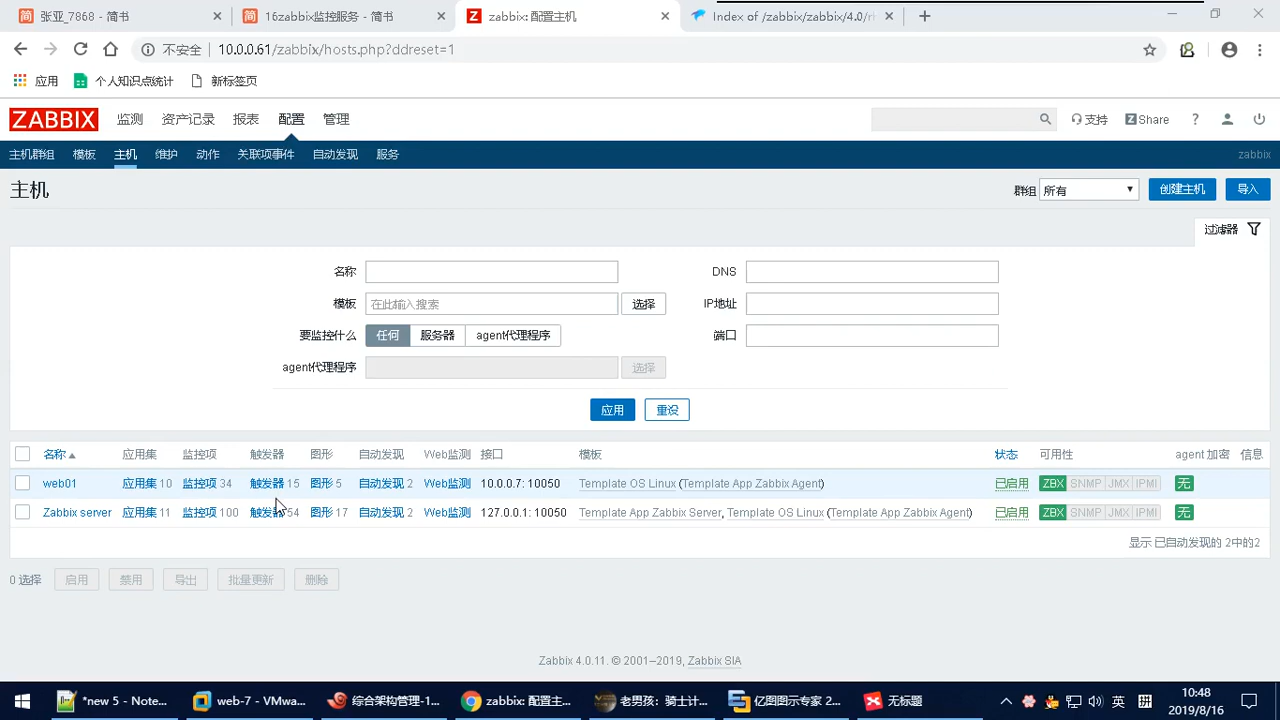 张亚_7868 - 简书
16zabbix监控服务 - 简书
zabbix: 配置主机
Index of /zabbix/zabbix/4.0/rh
不安全 10.0.0.61/zabbix/hosts.php?ddreset=1
应用 个人知识点统计 新标签页
ZABBIX 监测 资产记录 报表 配置 管理 支持 Share ?
主机群组 模板 主机 维护 动作 关联项事件 自动发现 服务 zabbix
主机 群组 所有 创建主机 导入
过滤器
名称 DNS
模板 在此输入搜索 选择 IP地址
要监控什么 任何 服务器 agent代理程序 端口
agent代理程序 选择
应用 重设
名称 应用集 监控项 触发器 图形 自动发现 Web监测 接口 模板 状态 可用性 agent 加密 信息
web01 应用集 10 监控项 34 触发器 15 图形 5 自动发现 2 Web监测 10.0.0.7: 10050 Template OS Linux (Template App Zabbix Agent) 已启用 ZBX SNMP JMX IPMI 无
Zabbix server 应用集 11 监控项 100 触发器 54 图形 17 自动发现 2 Web监测 127.0.0.1: 10050 Template App Zabbix Server, Template OS Linux (Template App Zabbix Agent) 已启用 ZBX SNMP JMX IPMI 无
显示 已自动发现的 2中的2
0 选择 启用 禁用 导出 批量更新 删除
Zabbix 4.0.11. © 2001–2019, Zabbix SIA
*new 5 - Note... web-7 - VMwa... 综合架构管理-1... zabbix: 配置主... 老男孩：骑士计... 亿图图示专家 2... 无标题 英 拼 10:48
2019/8/16